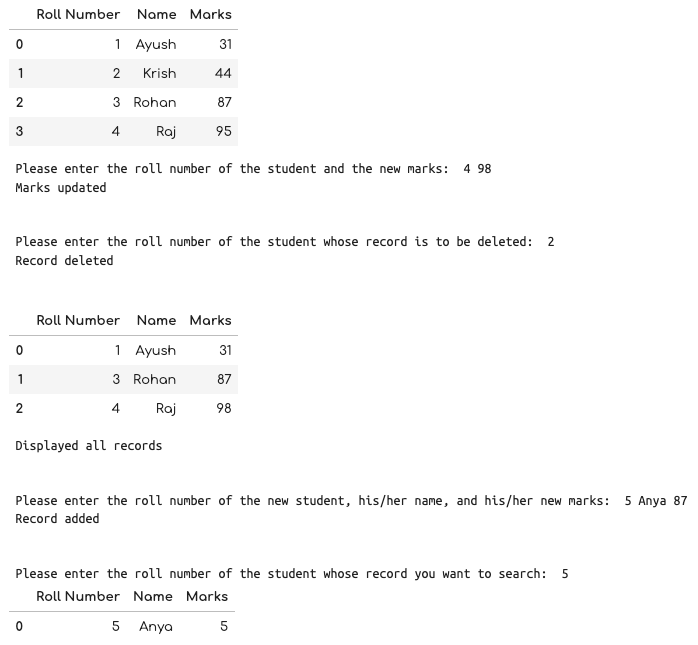 Roll Number Name Marks
0 1 Ayush 31
1 2 Krish 44
2 3 Rohan 87
3 4 Raj 95
Please enter the roll number of the student and the new marks: 4 98
Marks updated
Please enter the roll number of the student whose record is to be deleted: 2
Record deleted
Roll Number Name Marks
0 1 Ayush 31
1 3 Rohan 87
2 4 Raj 98
Displayed all records
Please enter the roll number of the new student, his/her name, and his/her new marks: 5 Anya 87
Record added
Please enter the roll number of the student whose record you want to search: 5
Roll Number Name Marks
0 5 Anya 5